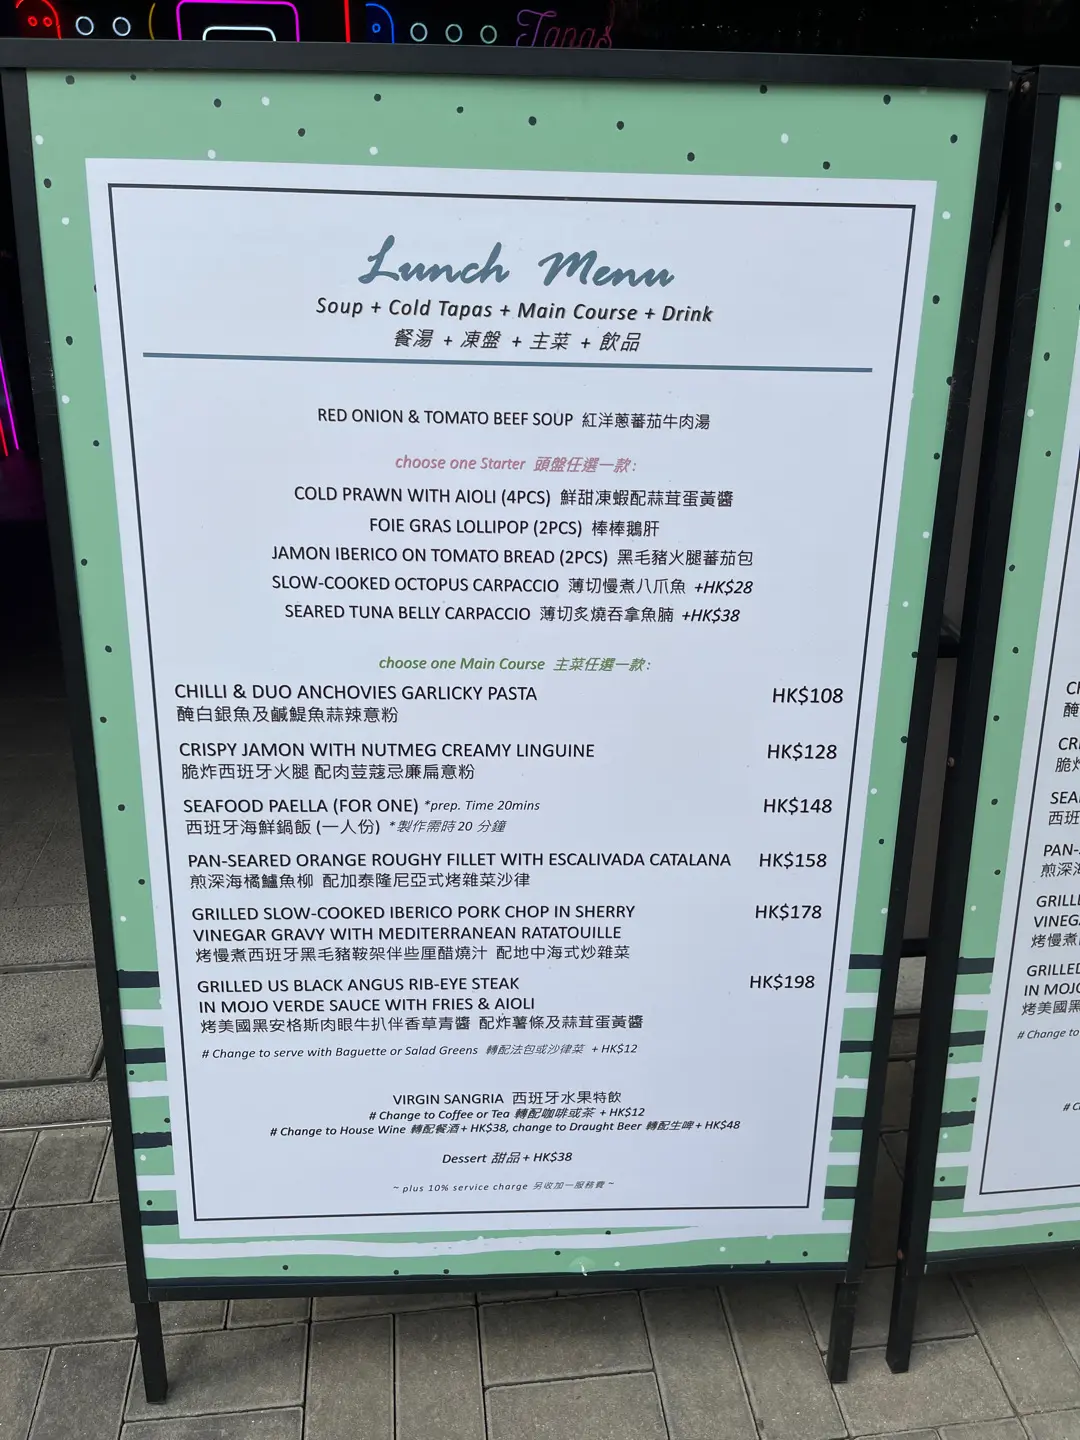 Tapas
Lunch Menu
Soup + Cold Tapas + Main Course + Drink
餐湯 + 凍盤 + 主菜 + 飲品
RED ONION & TOMATO BEEF SOUP 紅洋蔥蕃茄牛肉湯
choose one Starter 頭盤任選一款:
COLD PRAWN WITH AIOLI (4PCS) 鮮甜凍蝦配蒜茸蛋黃醬
FOIE GRAS LOLLIPOP (2PCS) 棒棒鵝肝
JAMON IBERICO ON TOMATO BREAD (2PCS) 黑毛豬火腿蕃茄包
SLOW-COOKED OCTOPUS CARPACCIO 薄切慢煮八爪魚 +HK$28
SEARED TUNA BELLY CARPACCIO 薄切炙燒吞拿魚腩 +HK$38
choose one Main Course 主菜任選一款:
CHILLI & DUO ANCHOVIES GARLICKY PASTA HK$108
醃白銀魚及鹹鯷魚蒜辣意粉
CRISPY JAMON WITH NUTMEG CREAMY LINGUINE HK$128
脆炸西班牙火腿 配肉荳蔻忌廉扁意粉
SEAFOOD PAELLA (FOR ONE) *prep. Time 20mins HK$148
西班牙海鮮鍋飯 (一人份) *製作需時 20 分鐘
PAN-SEARED ORANGE ROUGHY FILLET WITH ESCALIVADA CATALANA HK$158
煎深海橘鱸魚柳 配加泰隆尼亞式烤雜菜沙律
GRILLED SLOW-COOKED IBERICO PORK CHOP IN SHERRY HK$178
VINEGAR GRAVY WITH MEDITERRANEAN RATATOUILLE
烤慢煮西班牙黑毛豬鞍架伴些厘醋燒汁 配地中海式炒雜菜
GRILLED US BLACK ANGUS RIB-EYE STEAK HK$198
IN MOJO VERDE SAUCE WITH FRIES & AIOLI
烤美國黑安格斯肉眼牛扒伴香草青醬 配炸薯條及蒜茸蛋黃醬
# Change to serve with Baguette or Salad Greens 轉配法包或沙律菜 + HK$12
VIRGIN SANGRIA 西班牙水果特飲
# Change to Coffee or Tea 轉配咖啡或茶 + HK$12
# Change to House Wine 轉配餐酒 + HK$38, change to Draught Beer 轉配生啤 + HK$48
Dessert 甜品 + HK$38
~ plus 10% service charge 另收加一服務費 ~